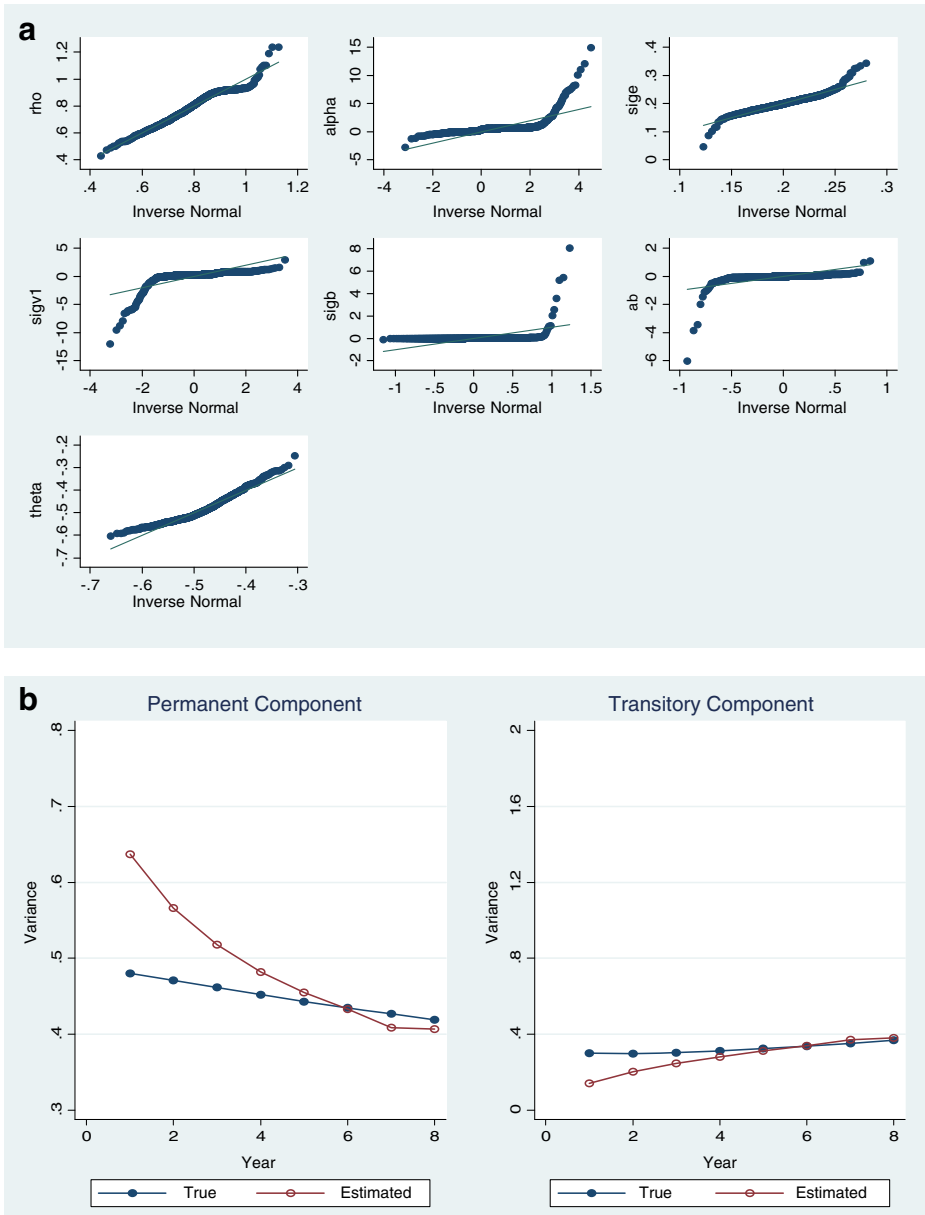 a
rho
.4 .6 .8 1 1.2
.4 .6 .8 1 1.2
Inverse Normal
alpha
-5 0 5 10 15
-4 -2 0 2 4
Inverse Normal
sige
0 .1 .2 .3 .4
.1 .15 .2 .25 .3
Inverse Normal
sigv1
-15 -10 -5 0 5
-4 -2 0 2 4
Inverse Normal
sigb
-2 0 2 4 6 8
-1 -.5 0 .5 1 1.5
Inverse Normal
ab
-6 -4 -2 0 2
-1 -.5 0 .5 1
Inverse Normal
theta
-.7 -.6 -.5 -.4 -.3 -.2
-.7 -.6 -.5 -.4 -.3
Inverse Normal
b
Permanent Component
Variance
.3 .4 .5 .6 .7 .8
0 2 4 6 8
Year
True Estimated
Transitory Component
Variance
0 .4 .8 1.2 1.6 2
0 2 4 6 8
Year
True Estimated